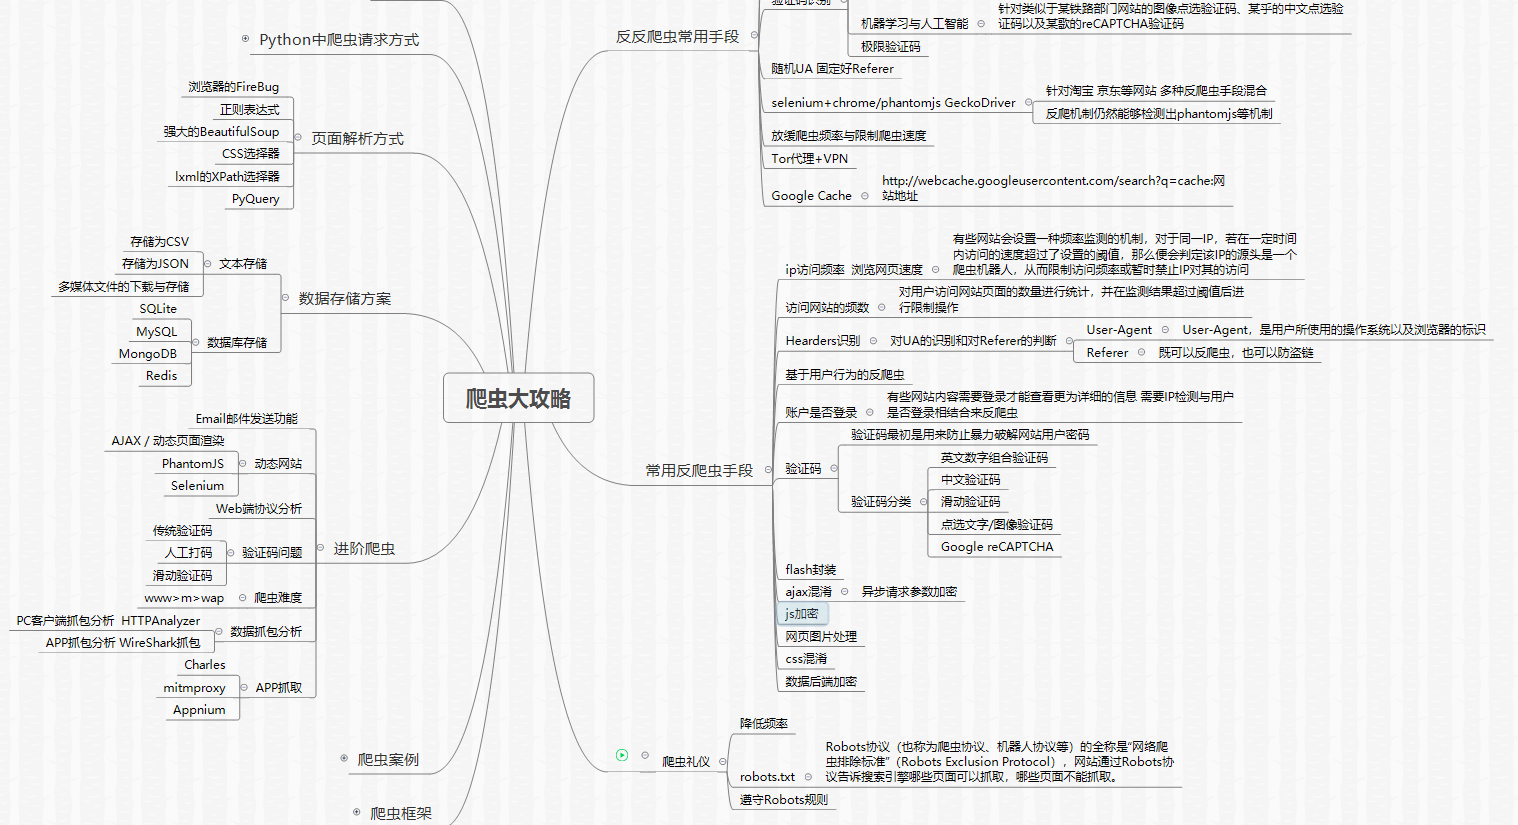 Python中爬虫请求方式
浏览器的FireBug
正则表达式
强大的BeautifulSoup
CSS选择器
lxml的XPath选择器
PyQuery
页面解析方式
存储为CSV
存储为JSON
多媒体文件的下载与存储
文本存储
SQLite
MySQL
MongoDB
Redis
数据库存储
数据存储方案
Email邮件发送功能
AJAX / 动态页面渲染
PhantomJS
Selenium
动态网站
Web端协议分析
传统验证码
人工打码
滑动验证码
验证码问题
www>m>wap
爬虫难度
PC客户端抓包分析 HTTPAnalyzer
APP抓包分析 WireShark抓包
数据抓包分析
Charles
mitmproxy
Appnium
APP抓取
进阶爬虫
爬虫案例
爬虫框架
爬虫大攻略
反反爬虫常用手段
验证码识别
机器学习与人工智能
针对类似于某铁路部门网站的图像点选验证码、某乎的中文点选验
证码以及某歌的reCAPTCHA验证码
极限验证码
随机UA 固定好Referer
selenium+chrome/phantomjs GeckoDriver
针对淘宝 京东等网站 多种反爬虫手段混合
反爬机制仍然能够检测出phantomjs等机制
放缓爬虫频率与限制爬虫速度
Tor代理+VPN
Google Cache
http://webcache.googleusercontent.com/search?q=cache:网
站地址
常用反爬虫手段
ip访问频率 浏览网页速度
有些网站会设置一种频率监测的机制，对于同一IP，若在一定时间
内访问的速度超过了设置的阈值，那么便会判定该IP的源头是一个
爬虫机器人，从而限制访问频率或暂时禁止IP对其的访问
访问网站的频数
对用户访问网站页面的数量进行统计，并在监测结果超过阈值后进
行限制操作
Hearders识别
对UA的识别和对Referer的判断
User-Agent
User-Agent，是用户所使用的操作系统以及浏览器的标识
Referer
既可以反爬虫，也可以防盗链
基于用户行为的反爬虫
账户是否登录
有些网站内容需要登录才能查看更为详细的信息 需要IP检测与用户
是否登录相结合来反爬虫
验证码
验证码最初是用来防止暴力破解网站用户密码
验证码分类
英文数字组合验证码
中文验证码
滑动验证码
点选文字/图像验证码
Google reCAPTCHA
flash封装
ajax混淆
异步请求参数加密
js加密
网页图片处理
css混淆
数据后端加密
爬虫礼仪
降低频率
robots.txt
Robots协议（也称为爬虫协议、机器人协议等）的全称是“网络爬
虫排除标准”（Robots Exclusion Protocol），网站通过Robots协
议告诉搜索引擎哪些页面可以抓取，哪些页面不能抓取。
遵守Robots规则